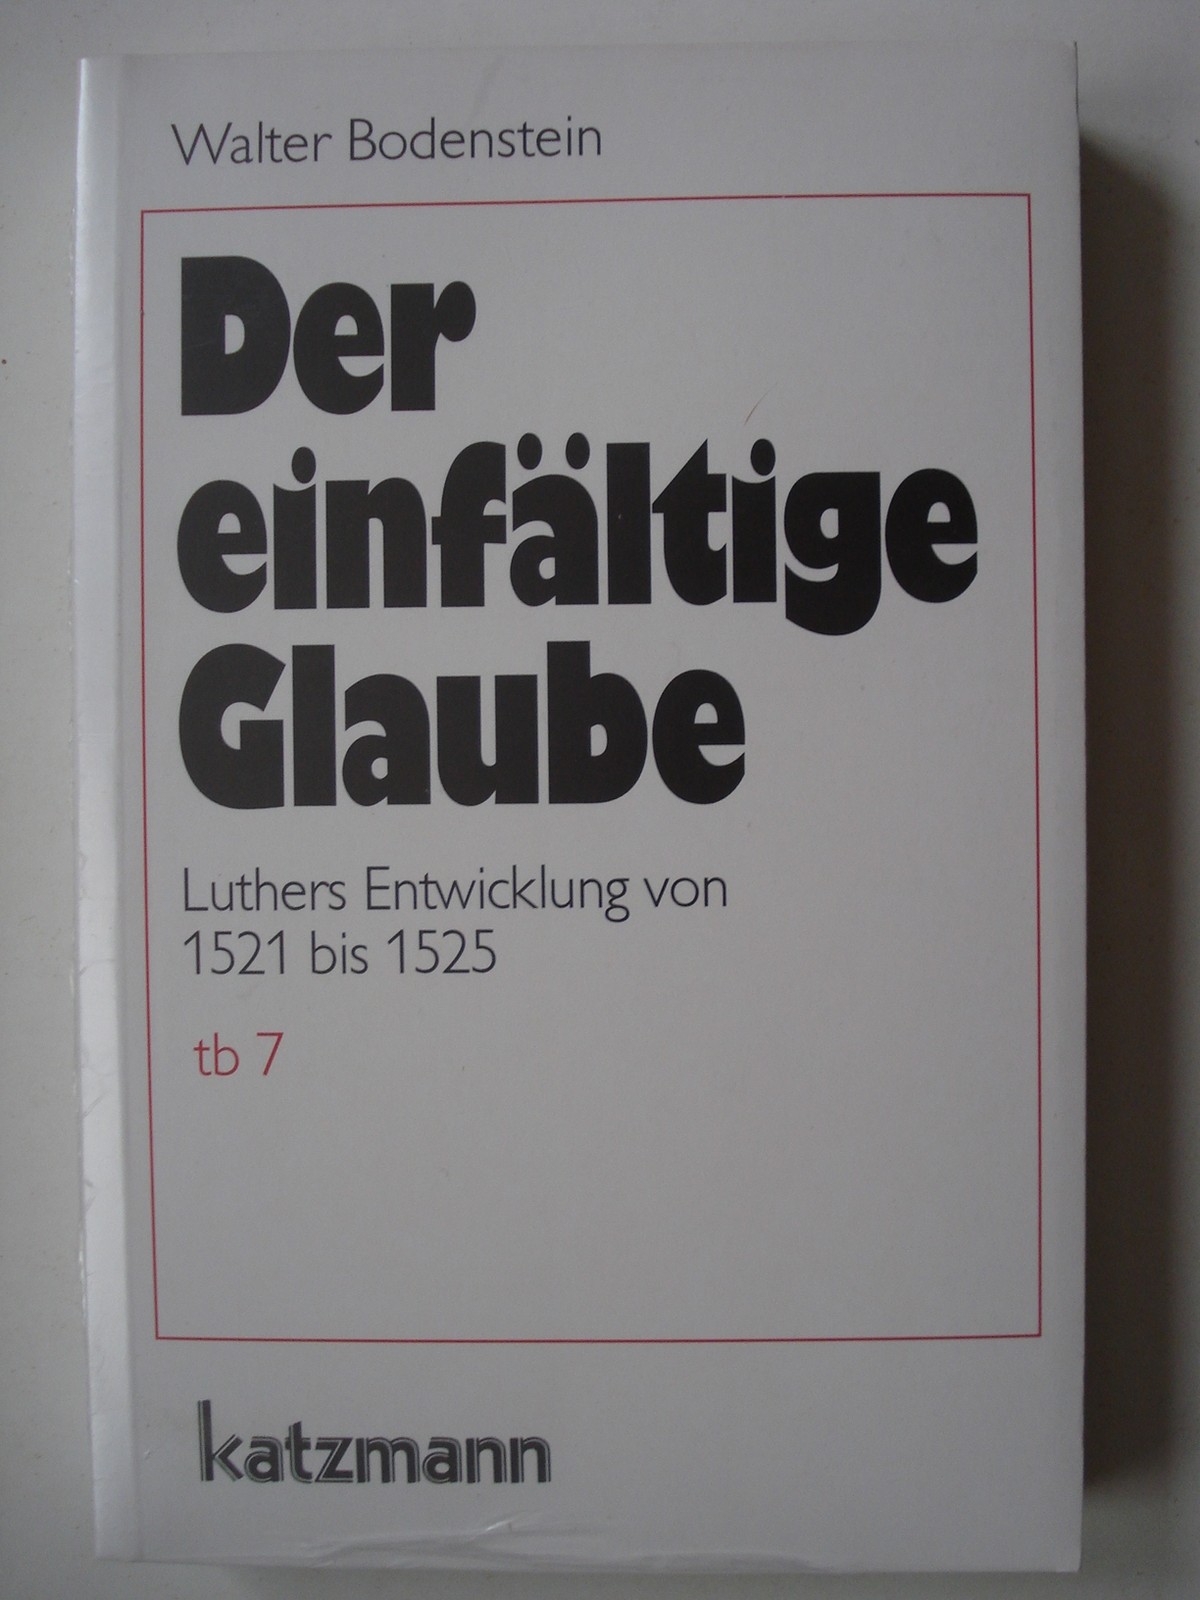 Walter Bodenstein
Der
einfältige
Glaube
Luthers Entwicklung von
1521 bis 1525
tb 7
katzmann